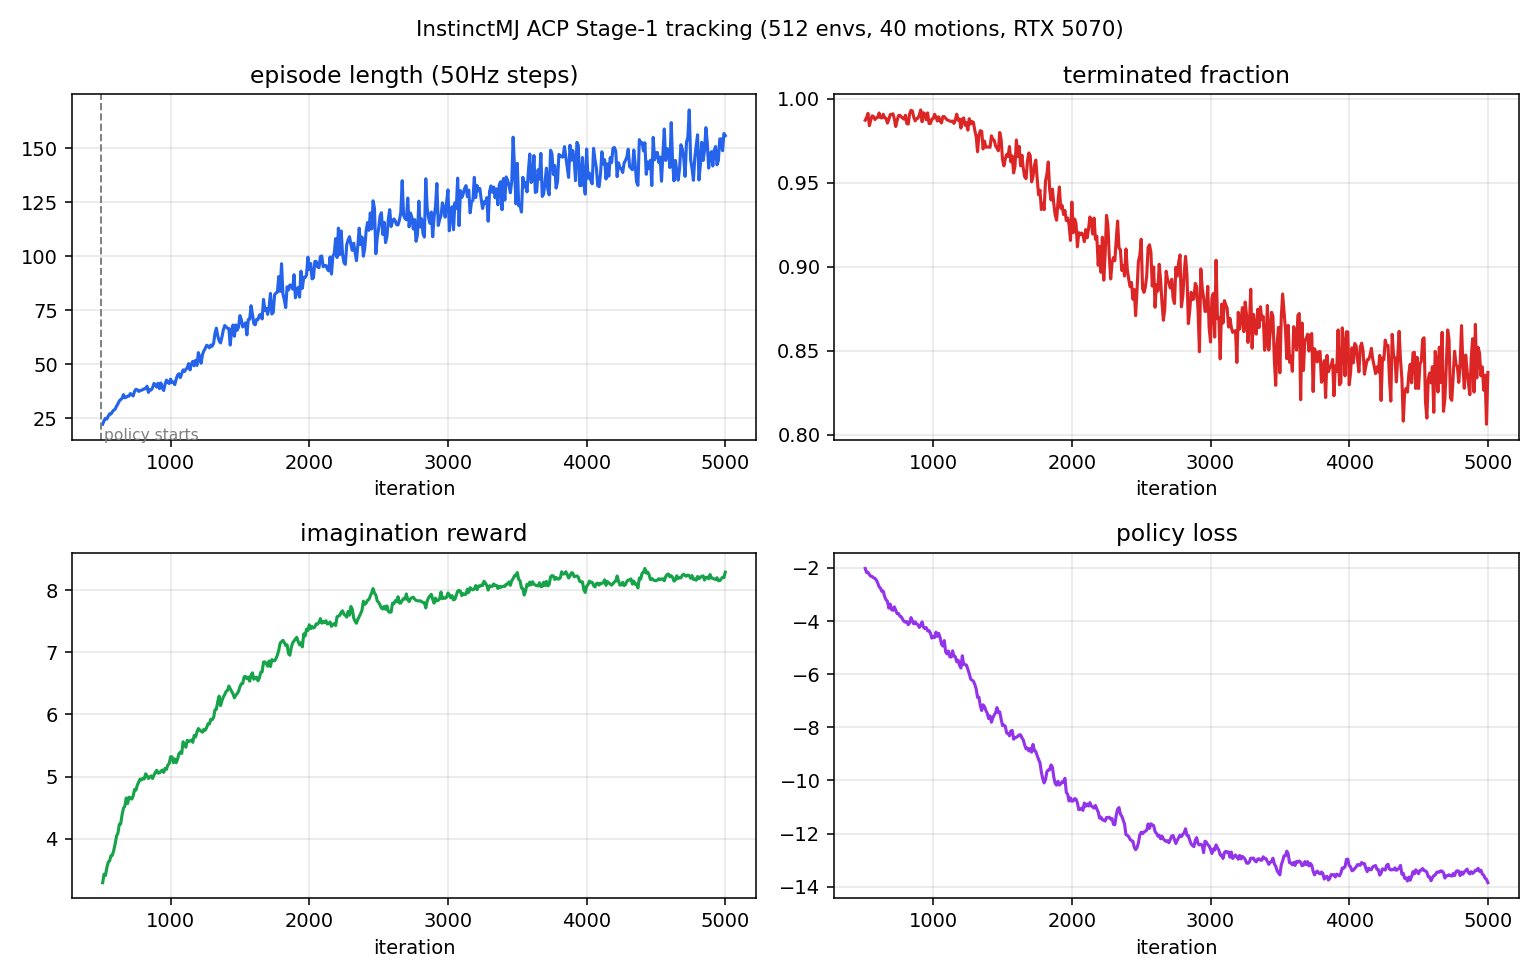 InstinctMJ ACP Stage-1 tracking (512 envs, 40 motions, RTX 5070)
episode length (50Hz steps)
150
125
100
75
50
25
policy starts
1000 2000 3000 4000 5000
iteration
terminated fraction
1.00
0.95
0.90
0.85
0.80
1000 2000 3000 4000 5000
iteration
imagination reward
8
7
6
5
4
1000 2000 3000 4000 5000
iteration
policy loss
−2
−4
−6
−8
−10
−12
−14
1000 2000 3000 4000 5000
iteration